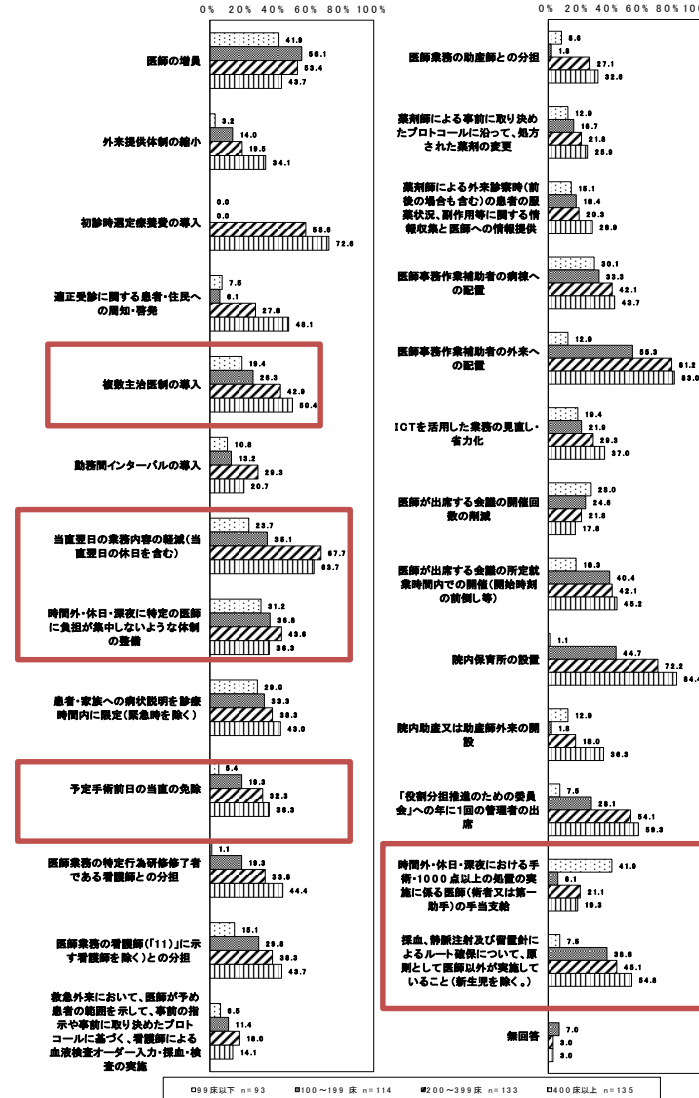 0% 20% 40% 60% 80% 100%
医師の増員
41.9
56.1
53.4
43.7
外来提供体制の縮小
3.2
14.0
19.5
34.1
初診時選定療養費の導入
0.0
0.0
58.6
72.6
適正受診に関する患者・住民へ
の周知・啓発
7.5
6.1
27.8
48.1
複数主治医制の導入
19.4
26.3
42.9
50.4
勤務間インターバルの導入
10.8
13.2
29.3
20.7
当直翌日の業務内容の軽減(当
直翌日の休日を含む)
23.7
35.1
67.7
63.7
時間外・休日・深夜に特定の医師
に負担が集中しないような体制
の整備
31.2
36.8
43.6
36.3
患者・家族への病状説明を診療
時間内に限定(緊急時を除く)
29.0
33.3
38.3
43.0
予定手術前日の当直の免除
5.4
19.3
32.3
36.3
医師業務の特定行為研修修了者
である看護師との分担
1.1
19.3
33.8
44.4
医師業務の看護師(「11)」に示
す看護師を除く)との分担
15.1
29.8
38.3
43.7
救急外来において、医師が予め
患者の範囲を示して、事前の指
示や事前に取り決めたプロト
コールに基づく、看護師による
血液検査オーダー入力・採血・検
査の実施
6.5
11.4
18.0
14.1
0% 20% 40% 60% 80% 100
医師業務の助産師との分担
8.6
1.8
27.1
32.6
薬剤師による事前に取り決め
たプロトコールに沿って、処方
された薬剤の変更
12.9
16.7
21.8
25.9
薬剤師による外来診察時(前
後の場合も含む)の患者の服
薬状況、副作用等に関する情
報収集と医師への情報提供
15.1
18.4
20.3
28.9
医師事務作業補助者の病棟へ
の配置
30.1
33.3
42.1
43.7
医師事務作業補助者の外来へ
の配置
12.9
55.3
81.2
83.0
ICTを活用した業務の見直し・
省力化
19.4
21.9
29.3
37.0
医師が出席する会議の開催回
数の削減
28.0
24.6
21.8
17.8
医師が出席する会議の所定就
業時間内での開催(開始時刻
の前倒し等)
18.3
40.4
42.1
45.2
院内保育所の設置
1.1
44.7
72.2
84.4
院内助産又は助産師外来の開
設
12.9
1.8
18.0
36.3
「役割分担推進のための委員
会」への年に1回の管理者の出
席
7.5
28.1
54.1
59.3
時間外・休日・深夜における手
術・1000点以上の処置の実
施に係る医師(術者又は第一
助手)の手当支給
41.9
6.1
21.1
19.3
採血、静脈注射及び留置針に
よるルート確保について、原
則として医師以外が実施して
いること(新生児を除く。)
7.5
38.6
45.1
54.8
無回答
7.0
3.0
3.0
99床以下 n=93 100～199床 n=114 200～399床 n=133 400床以上 n=135